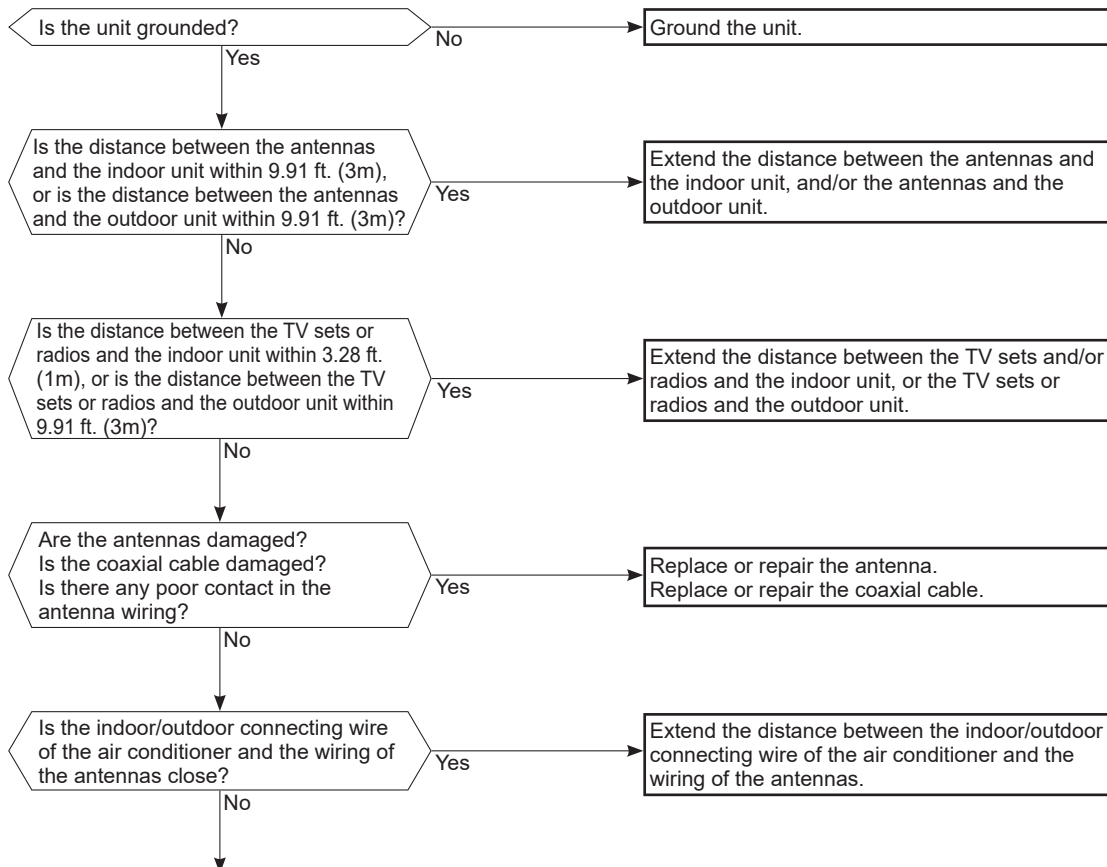 Is the unit grounded?
No
Ground the unit.
Yes
Is the distance between the antennas
and the indoor unit within 9.91 ft. (3m),
or is the distance between the antennas
and the outdoor unit within 9.91 ft. (3m)?
Yes
Extend the distance between the antennas and
the indoor unit, and/or the antennas and the
outdoor unit.
No
Is the distance between the TV sets or
radios and the indoor unit within 3.28 ft.
(1m), or is the distance between the TV
sets or radios and the outdoor unit within
9.91 ft. (3m)?
Yes
Extend the distance between the TV sets and/or
radios and the indoor unit, or the TV sets or
radios and the outdoor unit.
No
Are the antennas damaged?
Is the coaxial cable damaged?
Is there any poor contact in the
antenna wiring?
Yes
Replace or repair the antenna.
Replace or repair the coaxial cable.
No
Is the indoor/outdoor connecting wire
of the air conditioner and the wiring of
the antennas close?
Yes
Extend the distance between the indoor/outdoor
connecting wire of the air conditioner and the
wiring of the antennas.
No